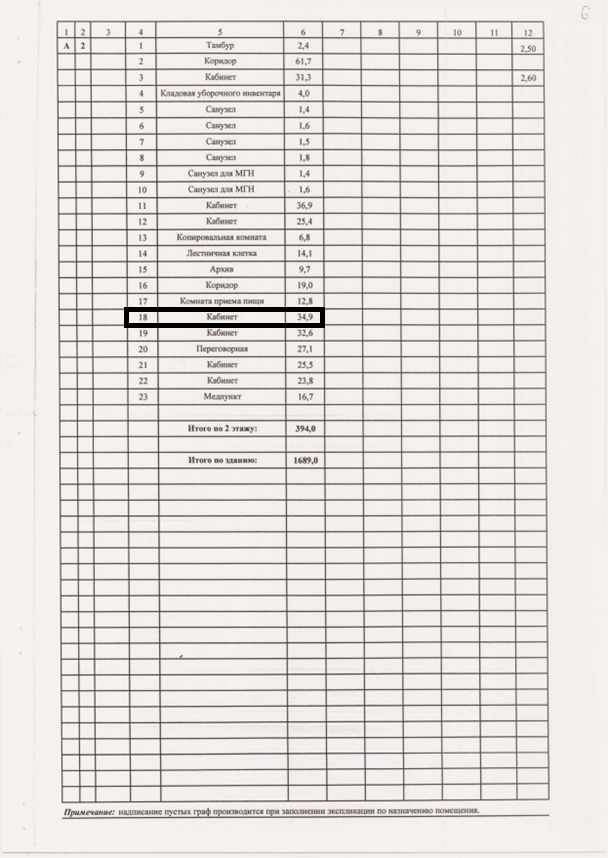 6
1 2 3 4 5 6 7 8 9 10 11 12
А 2 1 Тамбур 2,4 2,50
2 Коридор 61,7
3 Кабинет 31,3 2,60
4 Кладовая уборочного инвентаря 4,0
5 Санузел 1,4
6 Санузел 1,6
7 Санузел 1,5
8 Санузел 1,8
9 Санузел для МГН 1,4
10 Санузел для МГН 1,6
11 Кабинет 36,9
12 Кабинет 25,4
13 Копировальная комната 6,8
14 Лестничная клетка 14,1
15 Архив 9,7
16 Коридор 19,0
17 Комната приема пищи 12,8
18 Кабинет 34,9
19 Кабинет 32,6
20 Переговорная 27,1
21 Кабинет 25,5
22 Кабинет 23,8
23 Медпункт 16,7
Итого по 2 этажу: 394,0
Итого по зданию: 1689,0
Примечание: надписание пустых граф производится при заполнении экспликации по назначению помещения.